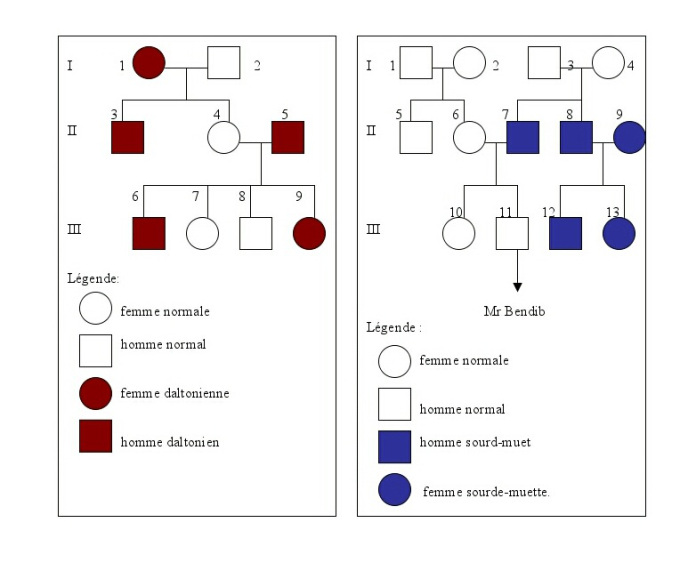 I 1 2
3 4 5
II
6 7 8 9
III
Légende:
femme normale
homme normal
femme daltonienne
homme daltonien
I 1 2 3 4
5 6 7 8 9
II
10 11 12 13
III
Mr Bendib
Légende :
femme normale
homme normal
homme sourd-muet
femme sourde-muette.